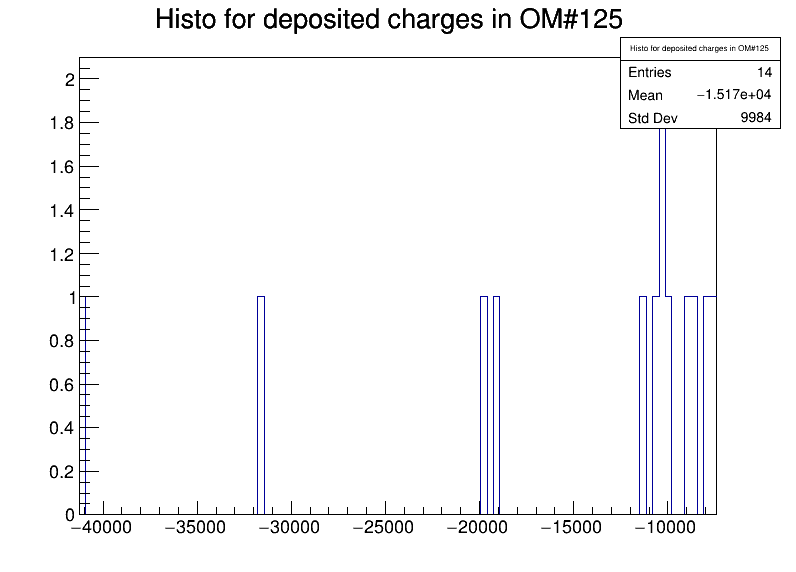 Histo for deposited charges in OM#125
Histo for deposited charges in OM#125
Entries 14
Mean −1.517e+04
Std Dev 9984
2
1.8
1.6
1.4
1.2
1
0.8
0.6
0.4
0.2
0
−40000 −35000 −30000 −25000 −20000 −15000 −10000